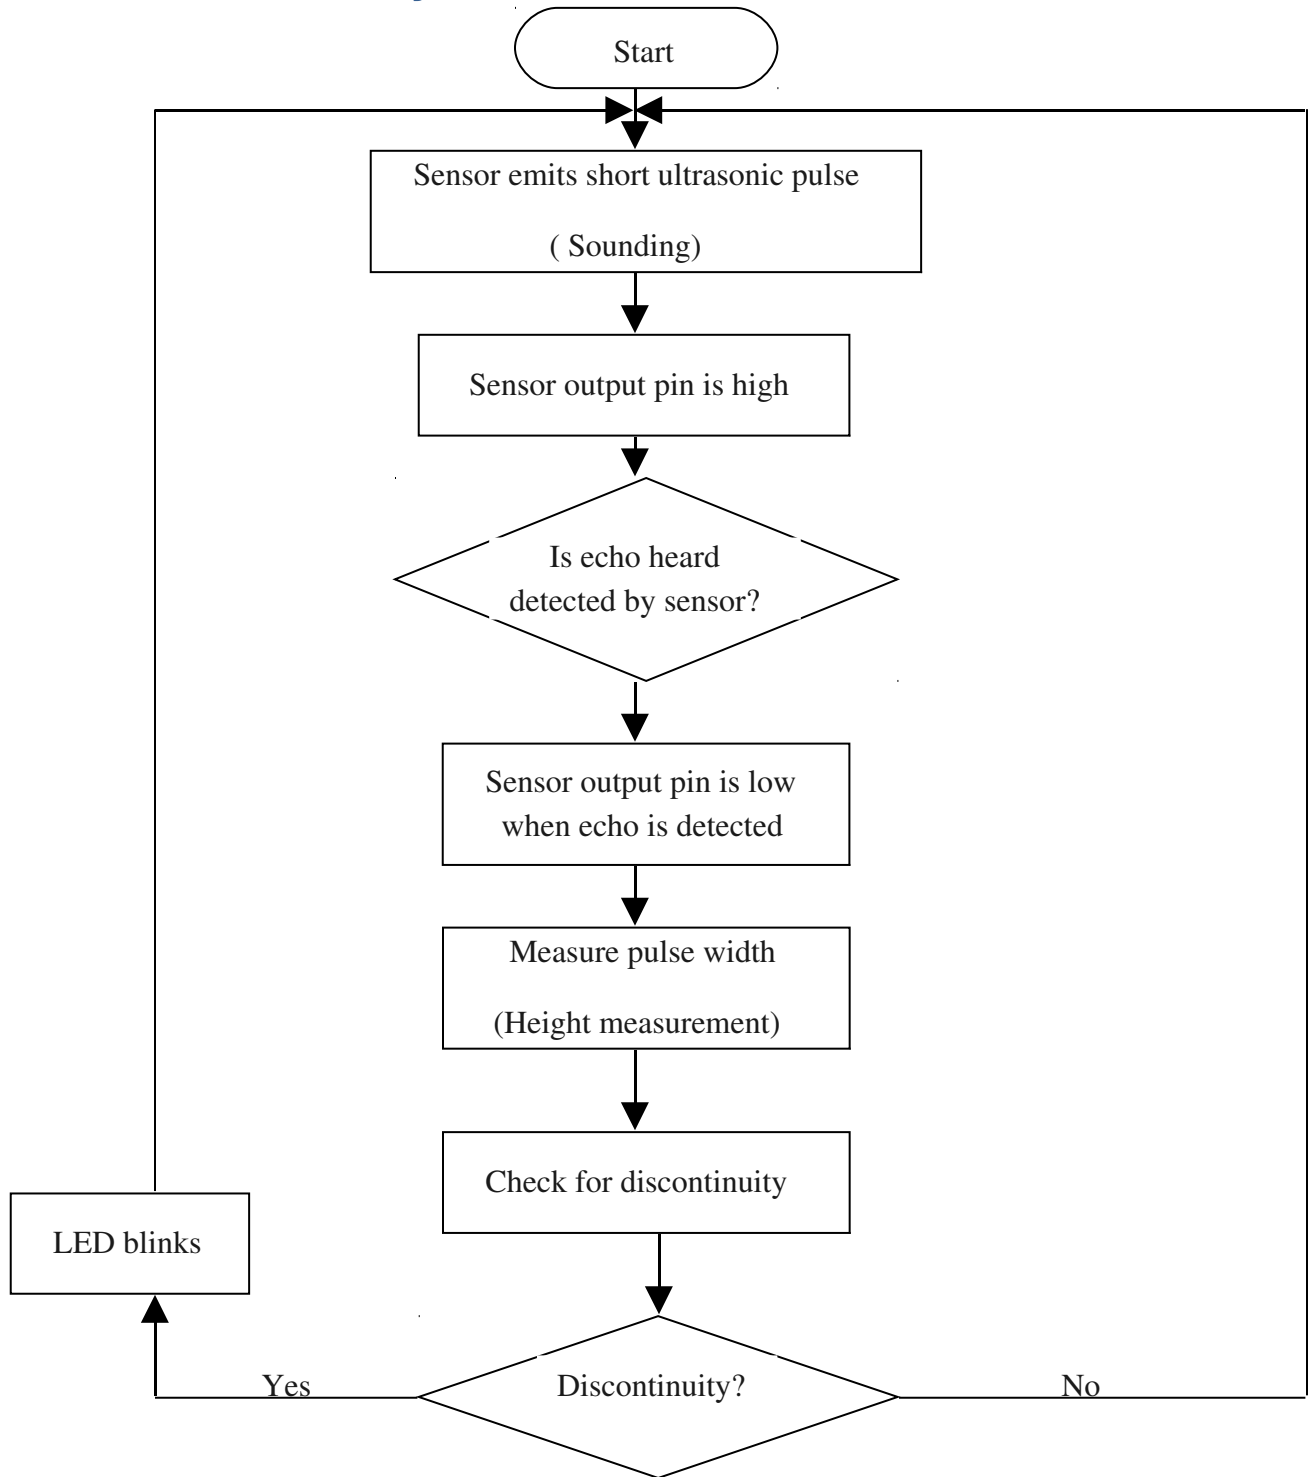 Start
Sensor emits short ultrasonic pulse
( Sounding)
Sensor output pin is high
Is echo heard
detected by sensor?
Sensor output pin is low
when echo is detected
Measure pulse width
(Height measurement)
Check for discontinuity
LED blinks
Yes
Discontinuity?
No